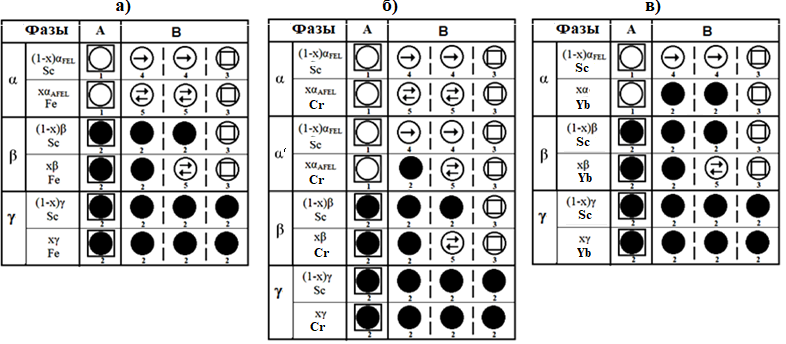 а)
Фазы A B
α (1-x)αFEL Sc
1 4 4 3
xαAFEL Fe
1 5 5 3
β (1-x)β Sc
2 2 2 3
xβ Fe
2 2 5 3
γ (1-x)γ Sc
2 2 2 2
xγ Fe
2 2 2 2
б)
Фазы A B
α (1-x)αFEL Sc
1 4 4 3
xαAFEL Cr
1 5 5 3
α' (1-x)αFEL Sc
1 4 4 3
xαAFEL Cr
1 2 5 3
β (1-x)β Sc
2 2 2 3
xβ Cr
2 2 5 3
γ (1-x)γ Sc
2 2 2 2
xγ Cr
2 2 2 2
в)
Фазы A B
α (1-x)αFEL Sc
1 4 4 3
xα Yb
1 2 2 3
β (1-x)β Sc
2 2 2 3
xβ Yb
2 2 5 3
γ (1-x)γ Sc
2 2 2 2
xγ Yb
2 2 2 2